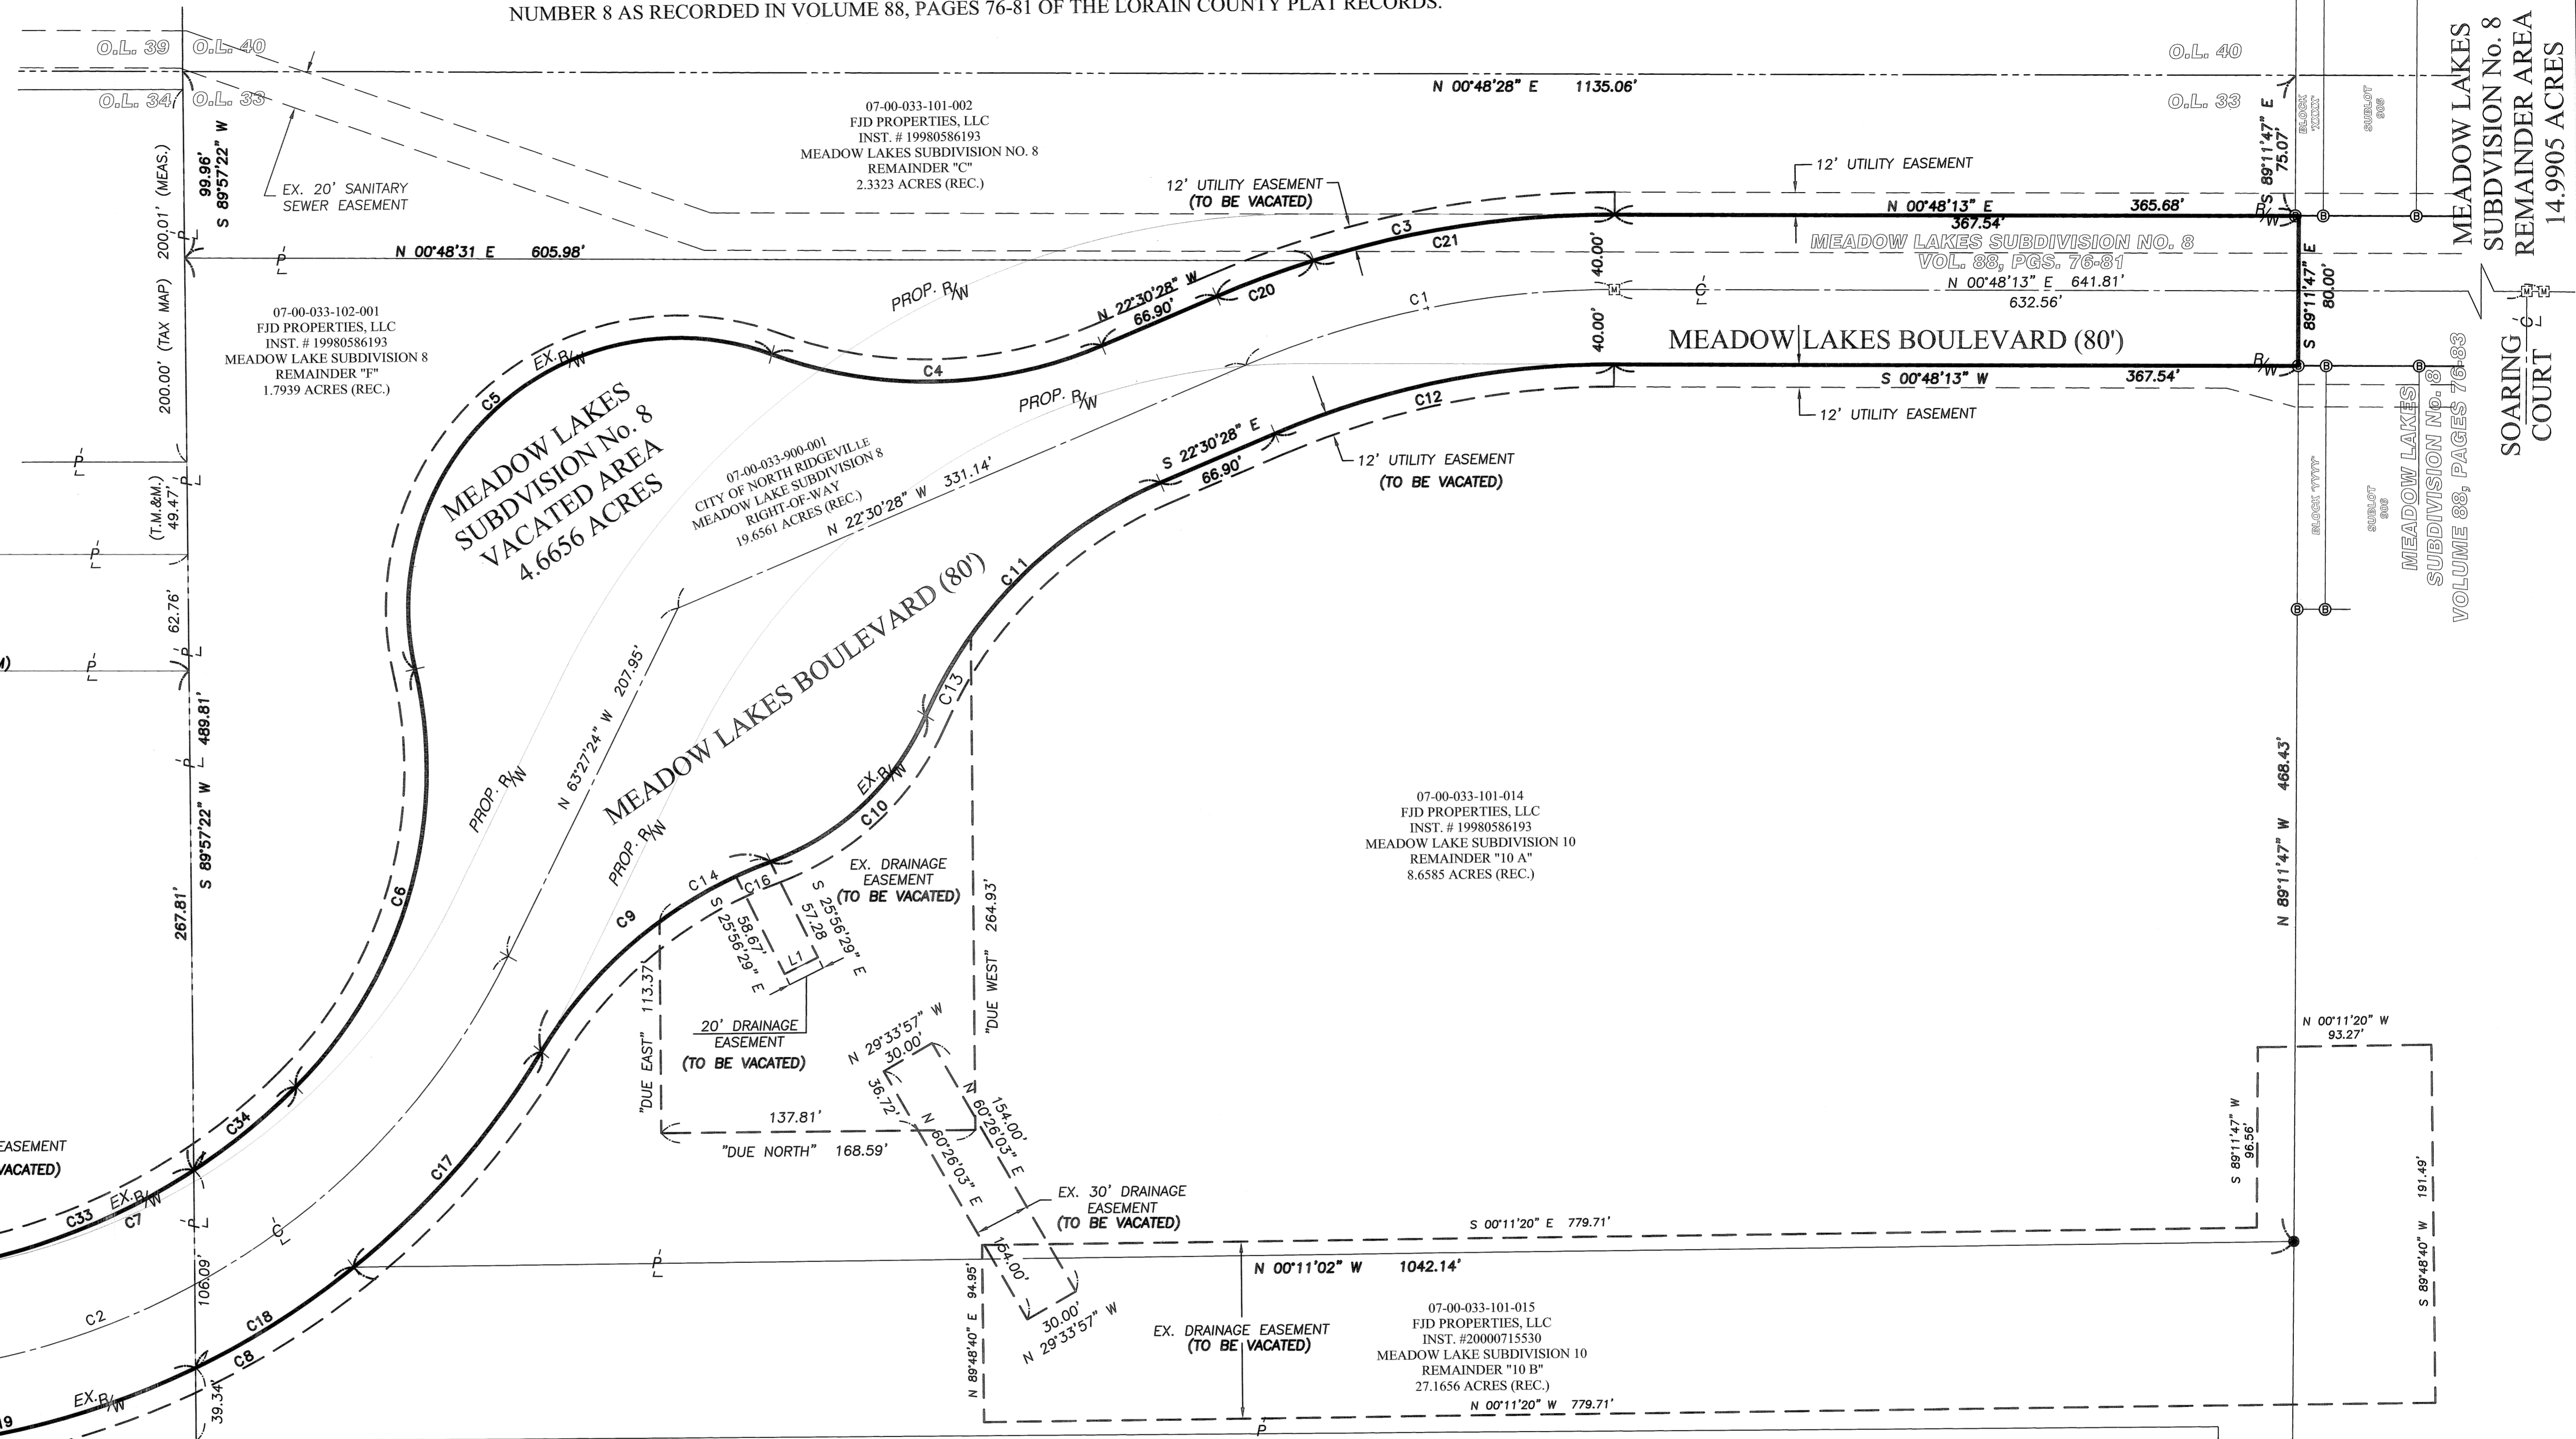 NUMBER 8 AS RECORDED IN VOLUME 88, PAGES 76-81 OF THE LORAIN COUNTY PLAT RECORDS.
O.L. 39
O.L. 40
O.L. 34
O.L. 33
O.L. 40
O.L. 33
N 00°48'28" E 1135.06'
07-00-033-101-002
FJD PROPERTIES, LLC
INST. # 19980586193
MEADOW LAKES SUBDIVISION NO. 8
REMAINDER "C"
2.3323 ACRES (REC.)
99.96'
S 89°57'22" W
200.01' (MEAS.)
200.00' (TAX MAP)
EX. 20' SANITARY
SEWER EASEMENT
12' UTILITY EASEMENT
(TO BE VACATED)
12' UTILITY EASEMENT
S 89°11'47" E
75.07'
BLOCK
'XXXX'
SUBLOT
905
MEADOW LAKES
SUBDVISION No. 8
REMAINDER AREA
14.9905 ACRES
N 00°48'31 E 605.98'
P
L
N 00°48'13" E 365.68'
367.54'
R/W
MEADOW LAKES SUBDIVISION NO. 8
VOL. 88, PGS. 76-81
N 00°48'13" E 641.81'
632.56'
C3
C21
C20
C1
40.00'
40.00'
M
C
L
S 89°11'47" E
80.00'
MEADOW LAKES BOULEVARD (80')
R/W
S 00°48'13" W 367.54'
12' UTILITY EASEMENT
SOARING
COURT
MEADOW LAKES
SUBDIVISION No. 8
VOLUME 88, PAGES 76-83
BLOCK 'YYYY'
SUBLOT
906
07-00-033-102-001
FJD PROPERTIES, LLC
INST. # 19980586193
MEADOW LAKE SUBDIVISION 8
REMAINDER "F"
1.7939 ACRES (REC.)
PROP. R/W
N 22°30'28" W
66.90'
EX. R/W
C4
C5
PROP. R/W
C12
S 22°30'28" E
66.90'
12' UTILITY EASEMENT
(TO BE VACATED)
MEADOW LAKES
SUBDVISION No. 8
VACATED AREA
4.6656 ACRES
07-00-033-900-001
CITY OF NORTH RIDGEVILLE
MEADOW LAKE SUBDIVISION 8
RIGHT-OF-WAY
19.6561 ACRES (REC.)
N 22°30'28" W 331.14'
(T.M.&M.)
49.47'
62.76'
489.81'
S 89°57'22" W
267.81'
C11
C13
MEADOW LAKES BOULEVARD (80')
N 63°27'24" W 207.95'
PROP. R/W
PROP. R/W
EX. R/W
C10
C6
C14
C16
C9
EX. DRAINAGE
EASEMENT
(TO BE VACATED)
S 25°56'29" E
57.28
58.67'
S 25°56'29" E
L1
20' DRAINAGE
EASEMENT
(TO BE VACATED)
"DUE EAST" 113.37'
"DUE WEST" 264.93'
137.81'
"DUE NORTH" 168.59'
07-00-033-101-014
FJD PROPERTIES, LLC
INST. # 19980586193
MEADOW LAKE SUBDIVISION 10
REMAINDER "10 A"
8.6585 ACRES (REC.)
N 89°11'47" W 468.43'
N 29°33'57" W
30.00'
36.72'
N 60°26'03" E
154.00'
N 60°26'03" E
154.00'
30.00'
N 29°33'57" W
EX. 30' DRAINAGE
EASEMENT
(TO BE VACATED)
N 00°11'20" W
93.27'
S 89°11'47" W
96.56'
S 89°48'40" W 191.49'
S 00°11'20" E 779.71'
N 00°11'02" W 1042.14'
N 89°48'40" E 94.95'
EX. DRAINAGE EASEMENT
(TO BE VACATED)
07-00-033-101-015
FJD PROPERTIES, LLC
INST. #20000715530
MEADOW LAKE SUBDIVISION 10
REMAINDER "10 B"
27.1656 ACRES (REC.)
N 00°11'20" W 779.71'
EASEMENT
VACATED)
C34
C17
EX. R/W
C33
C7
C
L
C2
106.09'
C18
C8
39.34'
EX. R/W
19